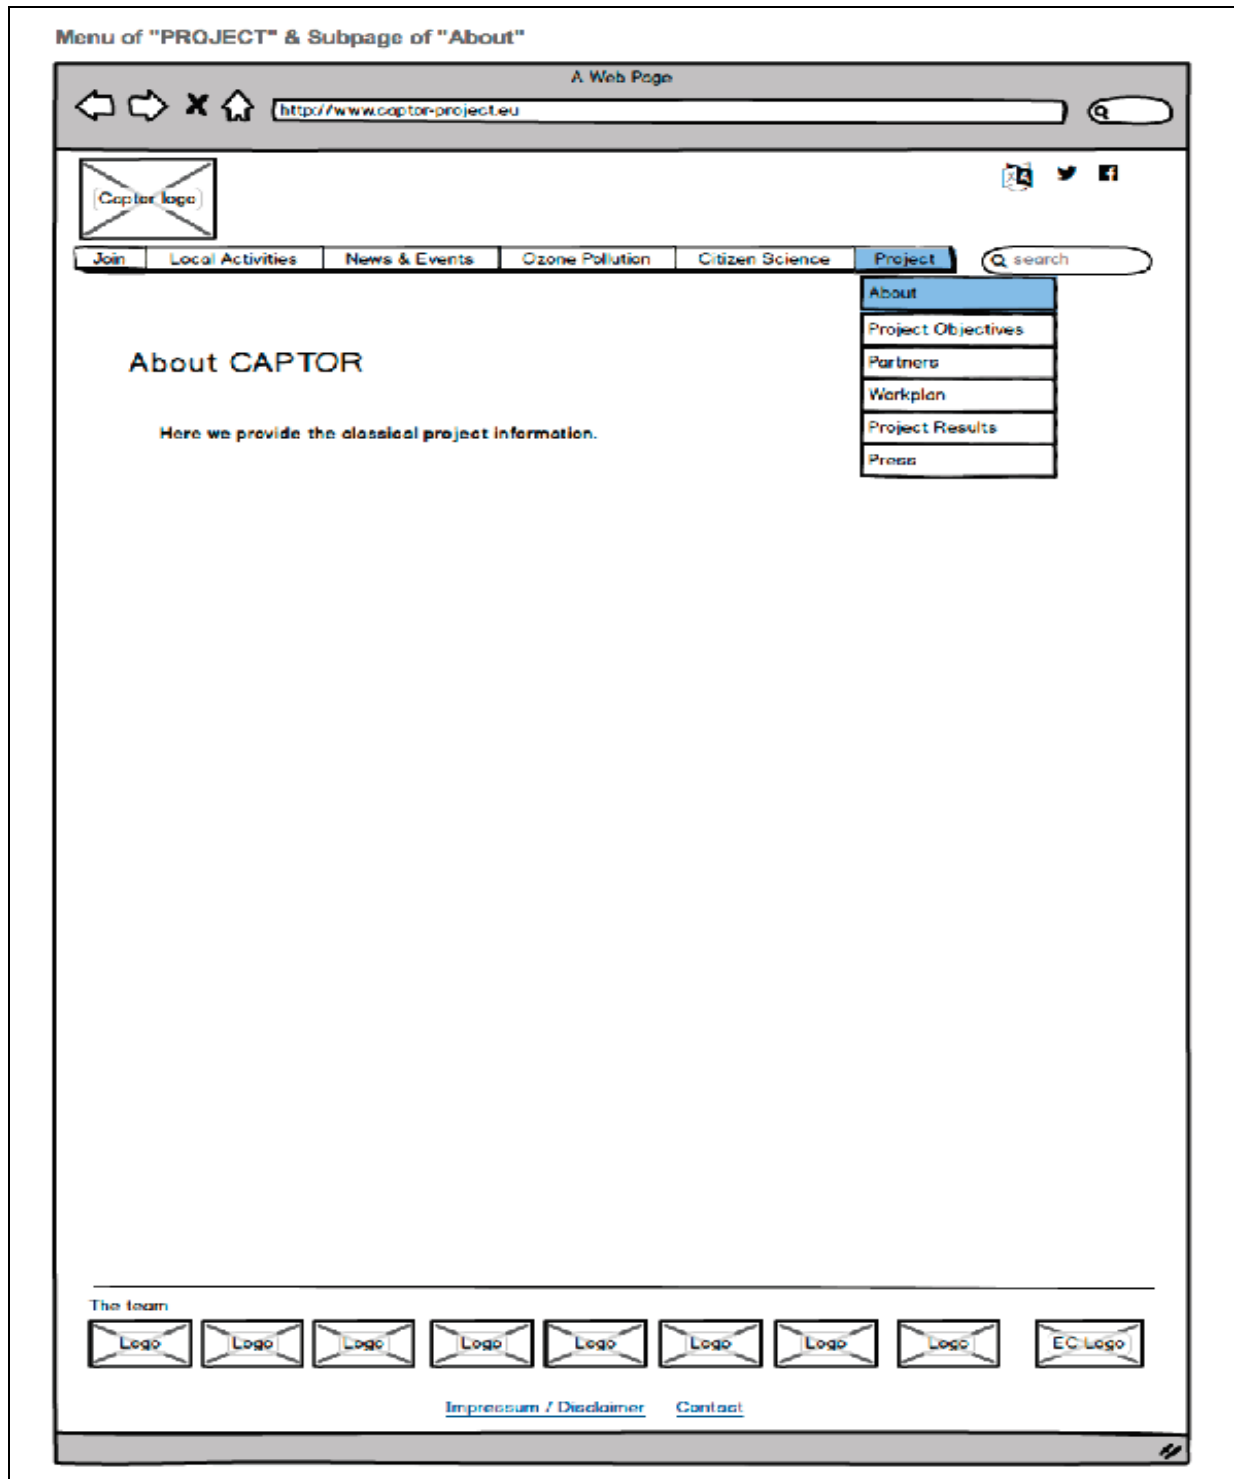 Menu of "PROJECT" & Subpage of "About"
A Web Page
http://www.captor-project.eu
Captor logo
Join Local Activities News & Events Ozone Pollution Citizen Science Project search
About
Project Objectives
Partners
Workplan
Project Results
Press
About CAPTOR
Here we provide the classical project information.
The team
Logo Logo Logo Logo Logo Logo Logo Logo EC Logo
Impressum / Disclaimer Contact